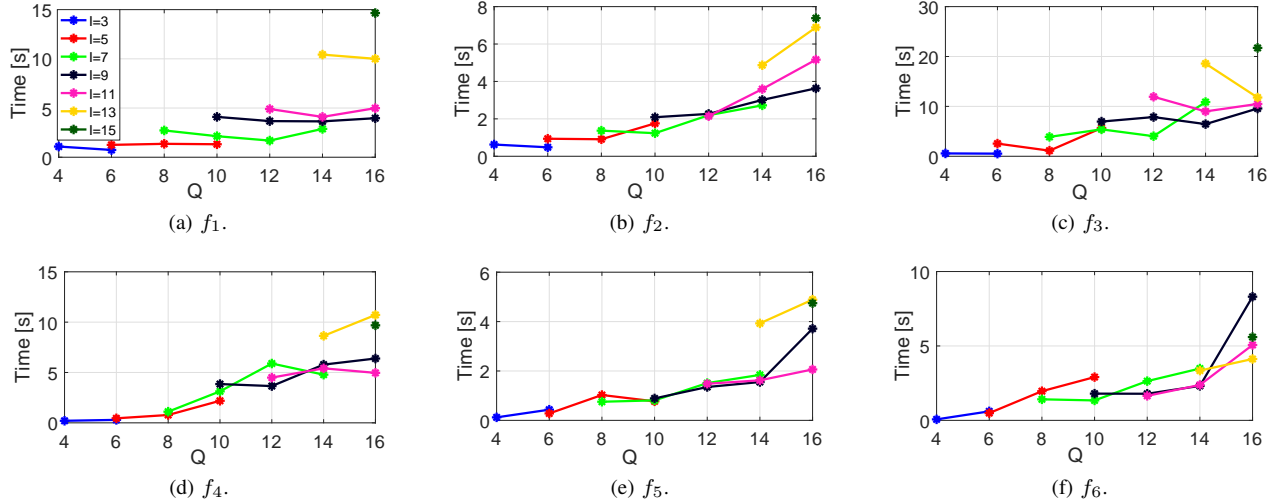 15
10
5
0
Time [s]
l=3
l=5
l=7
l=9
l=11
l=13
l=15
4 6 8 10 12 14 16
Q
(a) f1.
8
6
4
2
0
Time [s]
4 6 8 10 12 14 16
Q
(b) f2.
30
20
10
0
Time [s]
4 6 8 10 12 14 16
Q
(c) f3.
15
10
5
0
Time [s]
4 6 8 10 12 14 16
Q
(d) f4.
6
4
2
0
Time [s]
4 6 8 10 12 14 16
Q
(e) f5.
10
5
0
Time [s]
4 6 8 10 12 14 16
Q
(f) f6.